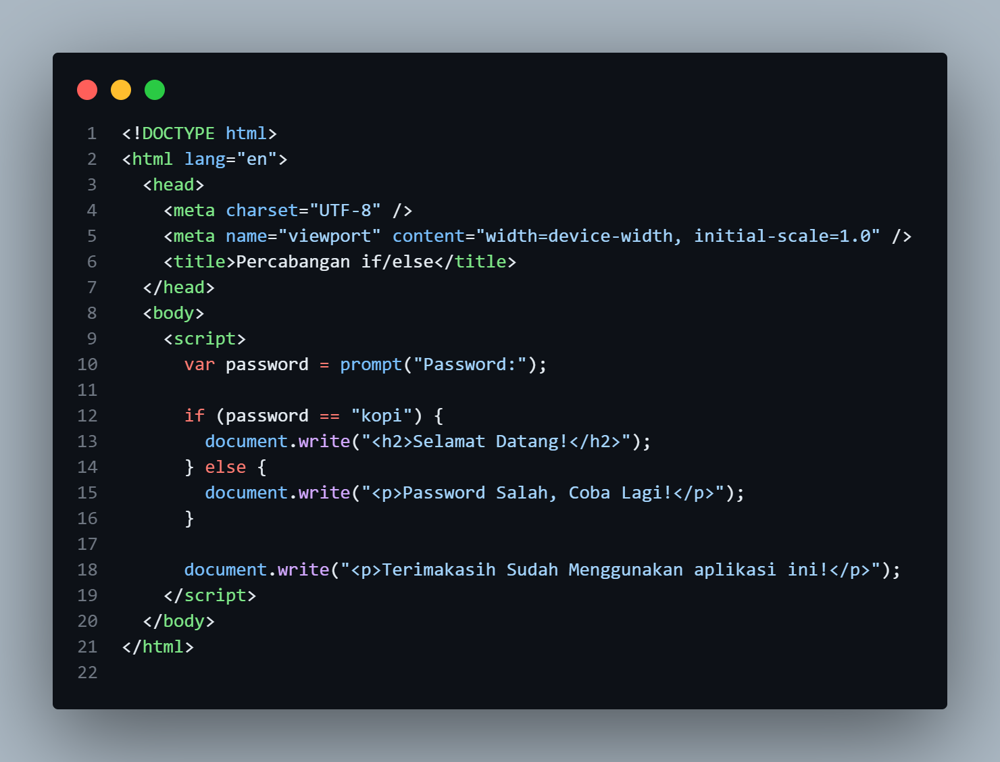 1 <!DOCTYPE html>
2 <html lang="en">
3   <head>
4     <meta charset="UTF-8" />
5     <meta name="viewport" content="width=device-width, initial-scale=1.0" />
6     <title>Percabangan if/else</title>
7   </head>
8   <body>
9     <script>
10       var password = prompt("Password:");
11
12       if (password == "kopi") {
13         document.write("<h2>Selamat Datang!</h2>");
14       } else {
15         document.write("<p>Password Salah, Coba Lagi!</p>");
16       }
17
18       document.write("<p>Terimakasih Sudah Menggunakan aplikasi ini!</p>");
19     </script>
20   </body>
21 </html>
22